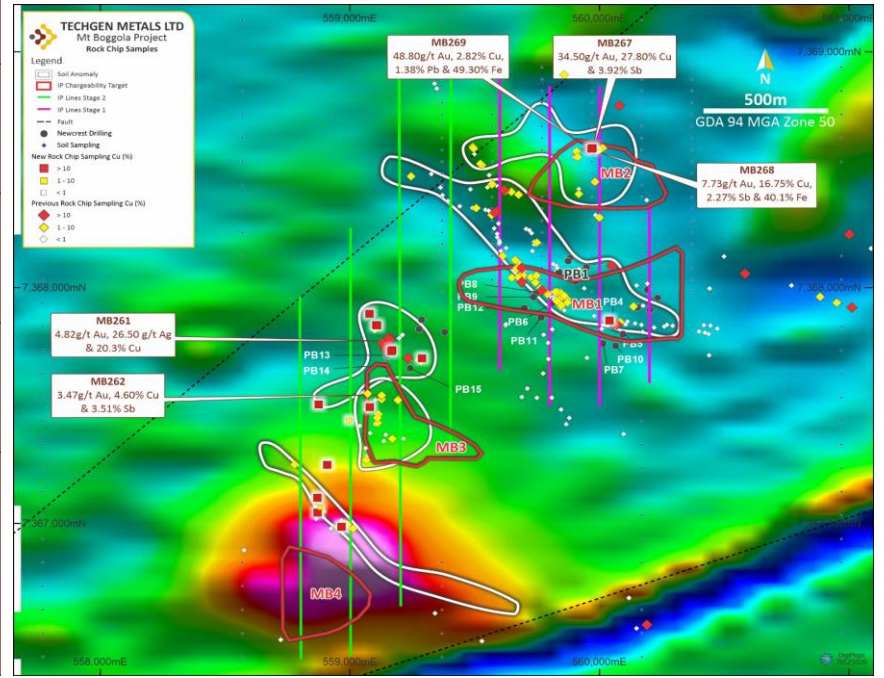 TECHGEN METALS LTD
Mt Boggola Project
Rock Chip Samples
Legend
Soil Anomaly
IP Chargeability Target
IP Lines Stage 2
IP Lines Stage 1
Fault
Newcrest Drilling
Soil Sampling
New Rock Chip Sampling Cu (%)
> 10
1 - 10
< 1
Previous Rock Chip Sampling Cu (%)
> 10
1 - 10
< 1
559,000mE
560,000mE
7,369,000mN
MB269
48.80g/t Au, 2.82% Cu,
1.38% Pb & 49.30% Fe
MB267
34.50g/t Au, 27.80% Cu
& 3.92% Sb
N
500m
GDA 94 MGA Zone 50
MB2
MB268
7.73g/t Au, 16.75% Cu,
2.27% Sb & 40.1% Fe
7,368,000mN
7,368,000mN
PB1
PB8
PB9
PB12
MB1
PB4
PB6
PB11
PB5
PB10
PB7
MB261
4.82g/t Au, 26.50 g/t Ag
& 20.3% Cu
PB13
PB14
PB15
MB262
3.47g/t Au, 4.60% Cu
& 3.51% Sb
MB3
7,367,000mN
7,367,000mN
MB4
558,000mE
559,000mE
560,000mE